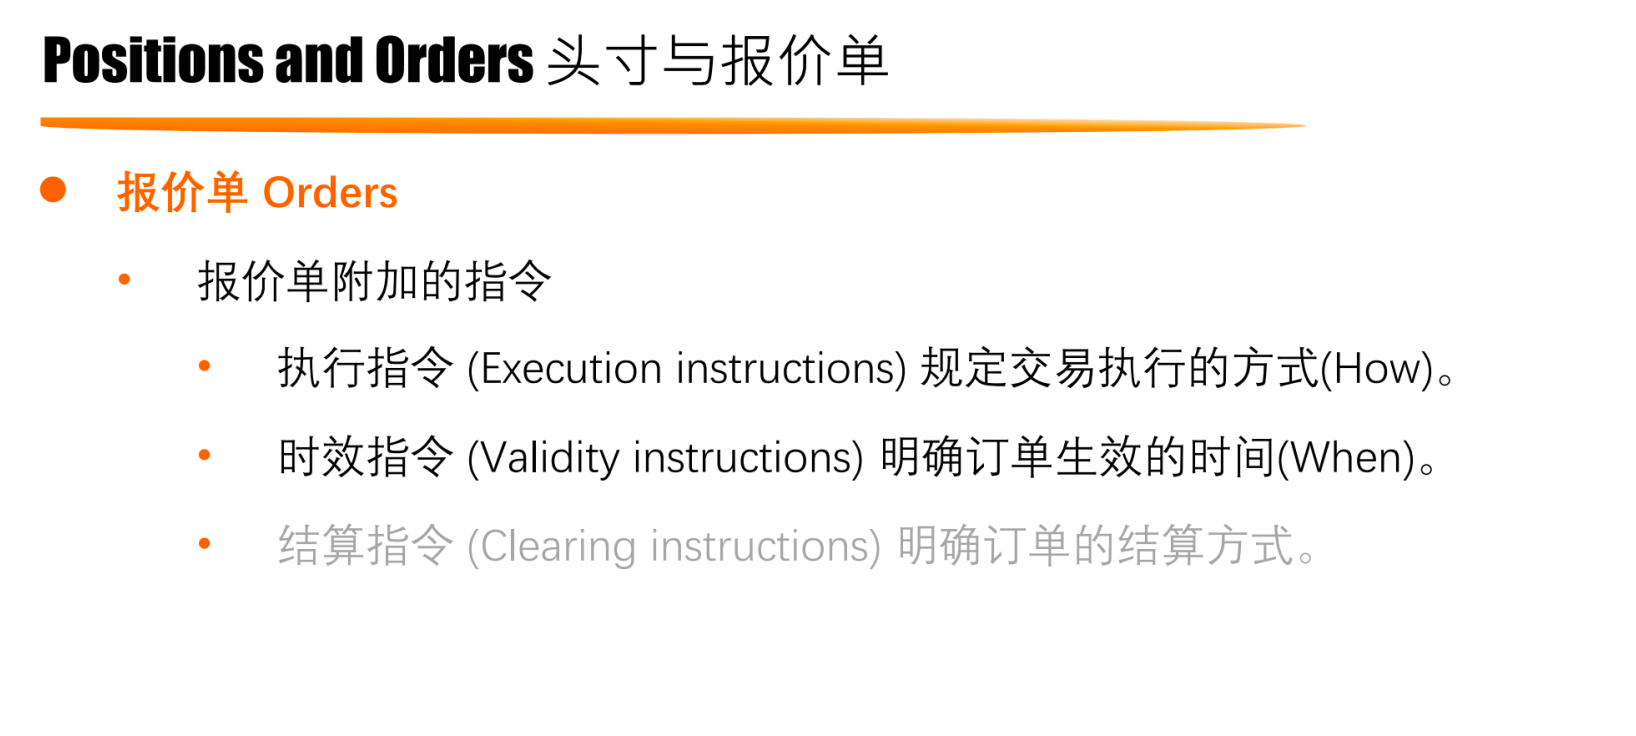 Positions and Orders 头寸与报价单
报价单 Orders
报价单附加的指令
执行指令 (Execution instructions) 规定交易执行的方式(How)。
时效指令 (Validity instructions) 明确订单生效的时间(When)。
结算指令 (Clearing instructions) 明确订单的结算方式。